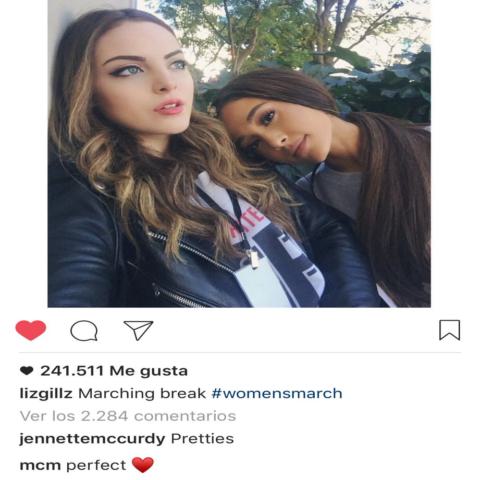 241.511 Me gusta
lizgillz Marching break #womensmarch
Ver los 2.284 comentarios
jennettemccurdy Pretties
mcm perfect